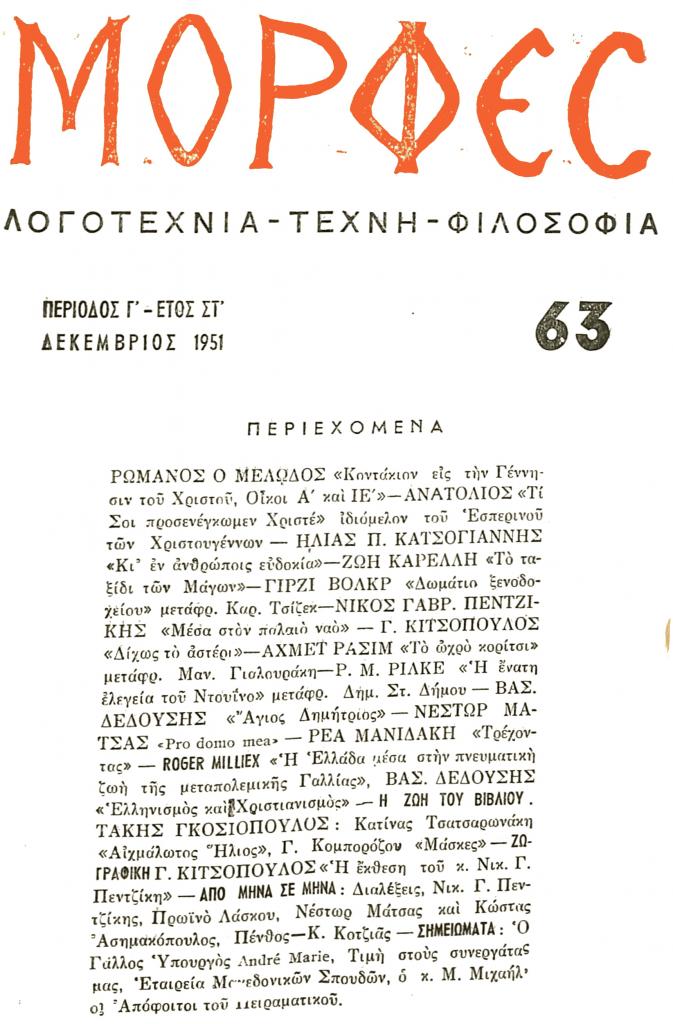 ΜΟΡΦΕΣ
ΛΟΓΟΤΕΧΝΙΑ - ΤΕΧΝΗ - ΦΙΛΟΣΟΦΙΑ
ΠΕΡΙΟΔΟΣ Γ' - ΕΤΟΣ ΣΤ'
ΔΕΚΕΜΒΡΙΟΣ 1951
63
ΠΕΡΙΕΧΟΜΕΝΑ
ΡΩΜΑΝΟΣ Ο ΜΕΛΩΔΟΣ «Κοντάκιον εἰς τὴν Γέννη-
σιν τοῦ Χριστοῦ, Οἶκοι Α' καὶ ΙΕ'»—ΑΝΑΤΟΛΙΟΣ «Τί
Σοι προσενέγκωμεν Χριστέ» ἰδιόμελον τοῦ Ἑσπερινοῦ
τῶν Χριστουγέννων — ΗΛΙΑΣ Π. ΚΑΤΣΟΓΙΑΝΝΗΣ
«Κι' ἐν ἀνθρώποις εὐδοκία»—ΖΩΗ ΚΑΡΕΛΛΗ «Τὸ τα-
ξίδι τῶν Μάγων»—ΓΙΡΖΙ ΒΟΛΚΡ «Δωμάτιο ξενοδο-
χείου» μετάφρ. Καρ. Τσίζεκ—ΝΙΚΟΣ ΓΑΒΡ. ΠΕΝΤΖΙ-
ΚΗΣ «Μέσα στὸν παλαιὸ ναὸ» — Γ. ΚΙΤΣΟΠΟΥΛΟΣ
«Δίχως τὸ ἀστέρι»—ΑΧΜΕΤ ΡΑΣΙΜ «Τὸ ὠχρὸ κορίτσι»
μετάφρ. Μαν. Γιαλουράκη—Ρ. Μ. ΡΙΛΚΕ «Ἡ ἔνατη
ἐλεγεία τοῦ Ντουῒνο» μετάφρ. Δημ. Στ. Δήμου — ΒΑΣ.
ΔΕΔΟΥΣΗΣ «Ἅγιος Δημήτριος» — ΝΕΣΤΩΡ ΜΑ-
ΤΣΑΣ «Pro domo mea» — ΡΕΑ ΜΑΝΙΔΑΚΗ «Τρέχον-
τας» — ROGER MILLIEX «Ἡ Ἑλλάδα μέσα στὴν πνευματικὴ
ζωὴ τῆς μεταπολεμικῆς Γαλλίας», ΒΑΣ. ΔΕΔΟΥΣΗΣ
«Ἑλληνισμὸς καὶ Χριστιανισμὸς» — Η ΖΩΗ ΤΟΥ ΒΙΒΛΙΟΥ.
ΤΑΚΗΣ ΓΚΟΣΙΟΠΟΥΛΟΣ : Κατίνας Τσατσαρωνάκη
«Αἰχμάλωτος Ἥλιος», Γ. Κομπορόζου «Μάσκες» — ΖΩ-
ΓΡΑΦΙΚΗ Γ. ΚΙΤΣΟΠΟΥΛΟΣ «Ἡ ἔκθεση τοῦ κ. Νικ. Γ.
Πεντζίκη» — ΑΠΟ ΜΗΝΑ ΣΕ ΜΗΝΑ : Διαλέξεις, Νικ. Γ. Πεν-
τζίκης, Πρωϊνὸ Λάσκου, Νέστωρ Μάτσας καὶ Κώστας
Ἀσημακόπουλος, Πένθος—Κ. Κοτζιᾶς — ΣΗΜΕΙΩΜΑΤΑ : Ὁ
Γάλλος Ὑπουργὸς André Marie, Τιμὴ στοὺς συνεργάτας
μας, Ἑταιρεία Μακεδονικῶν Σπουδῶν, ὁ κ. Μ. Μιχαήλ'
οἱ Ἀπόφοιτοι τοῦ Πειραματικοῦ.